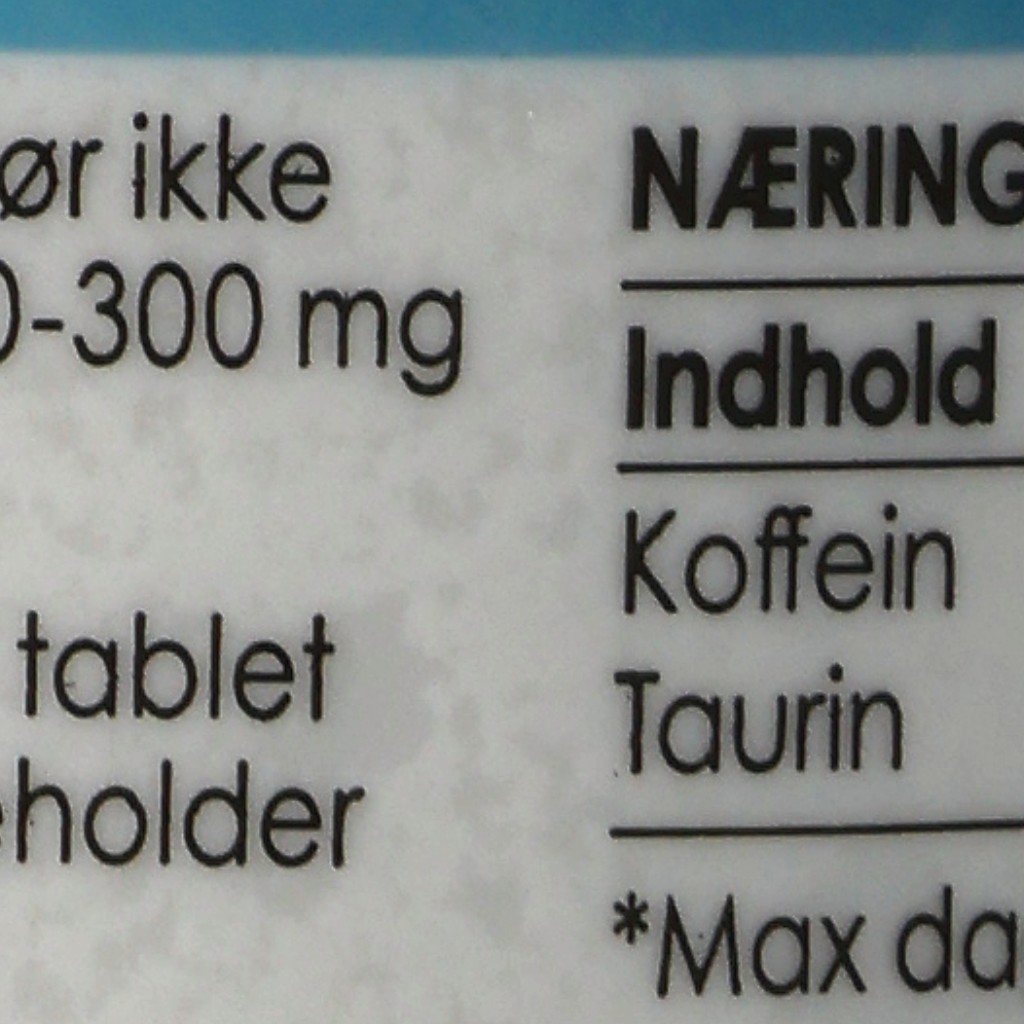 ør ikke
0-300 mg
tablet
eholder
NÆRING
Indhold
Koffein
Taurin
*Max da